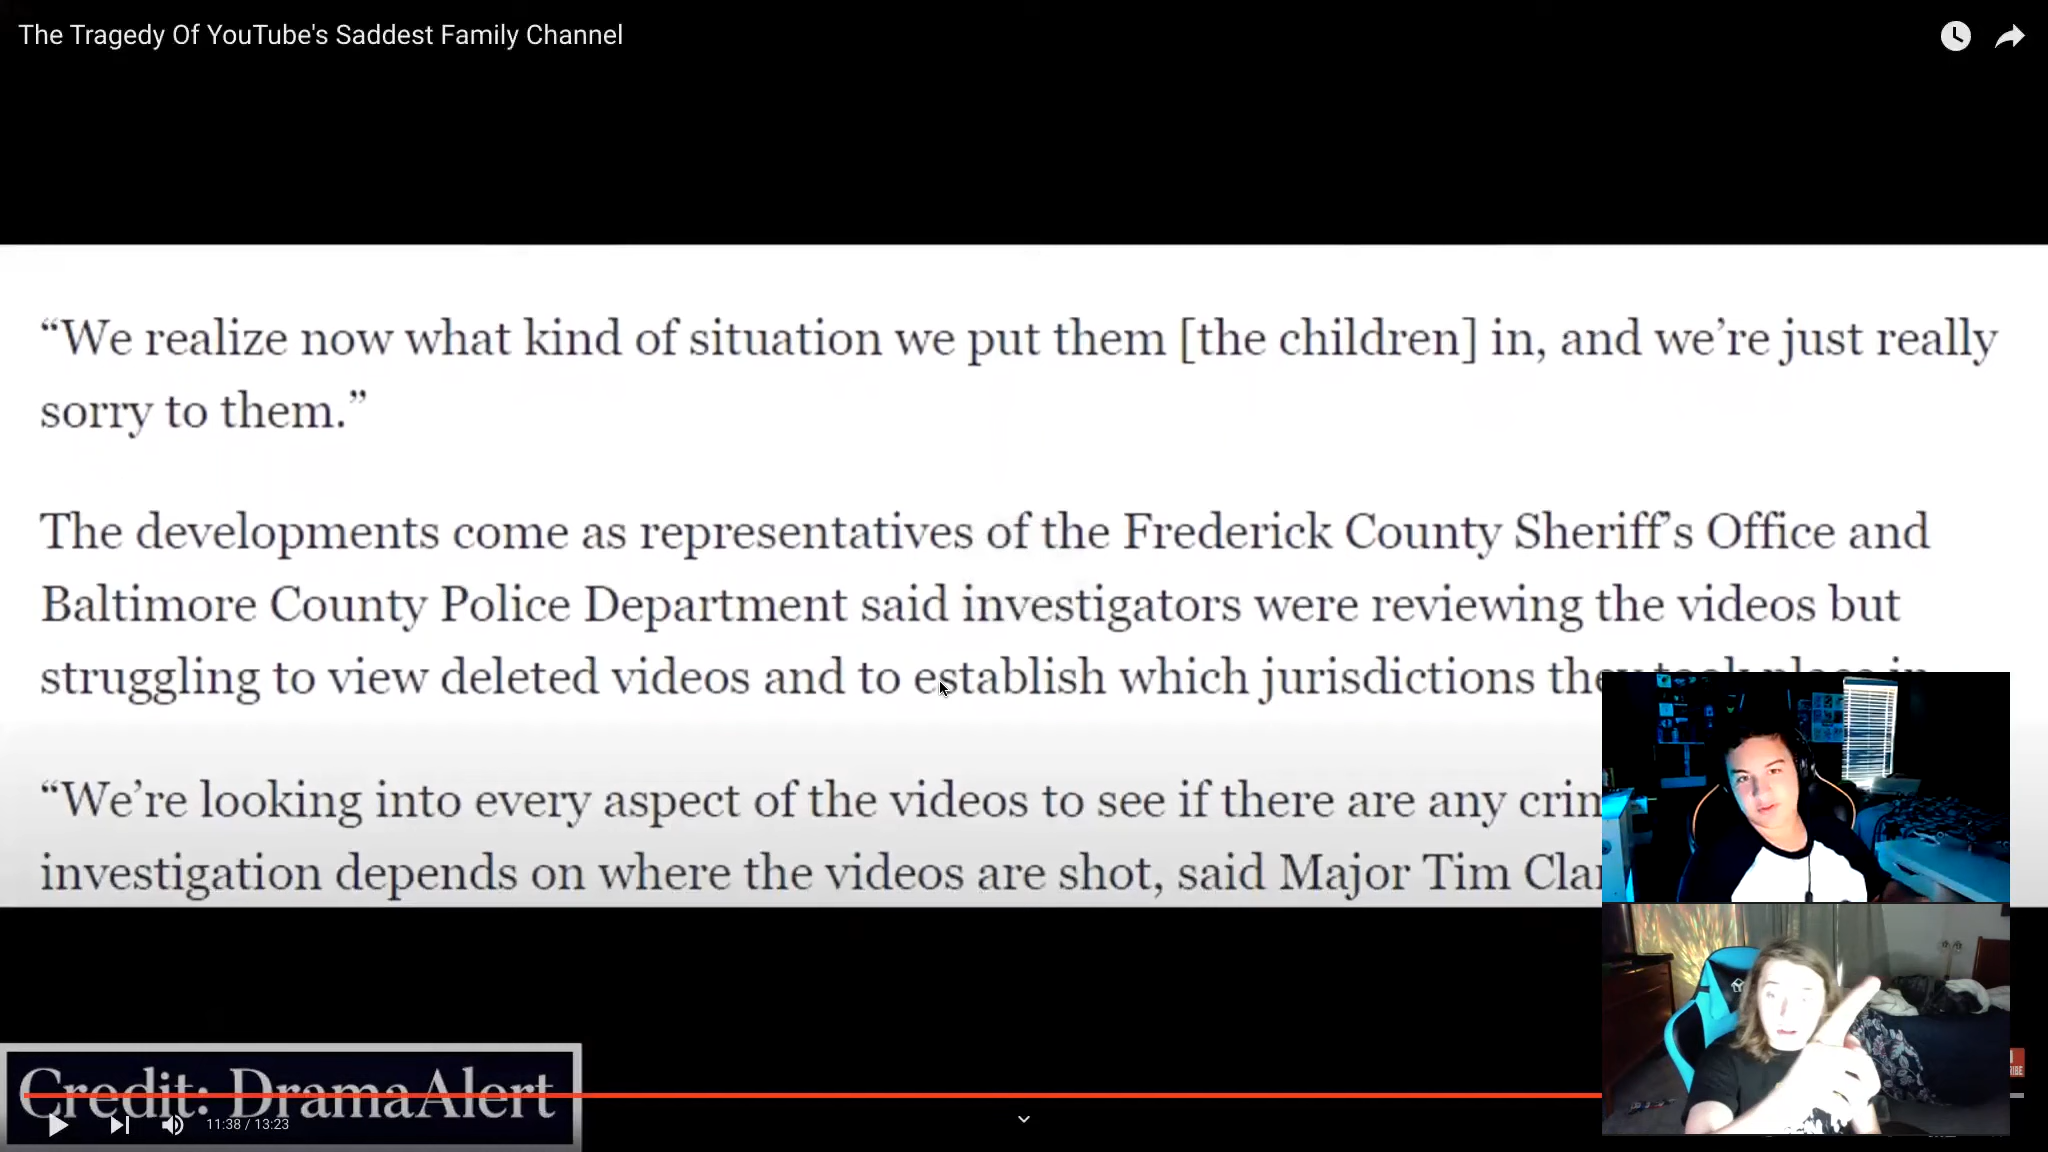 The Tragedy Of YouTube's Saddest Family Channel
“We realize now what kind of situation we put them [the children] in, and we’re just really
sorry to them.”
The developments come as representatives of the Frederick County Sheriff’s Office and
Baltimore County Police Department said investigators were reviewing the videos but
struggling to view deleted videos and to establish which jurisdictions they took place in
“We’re looking into every aspect of the videos to see if there are any
investigation depends on where the videos are shot, said Major Tim
Credit: DramaAlert
11:38 / 13:23